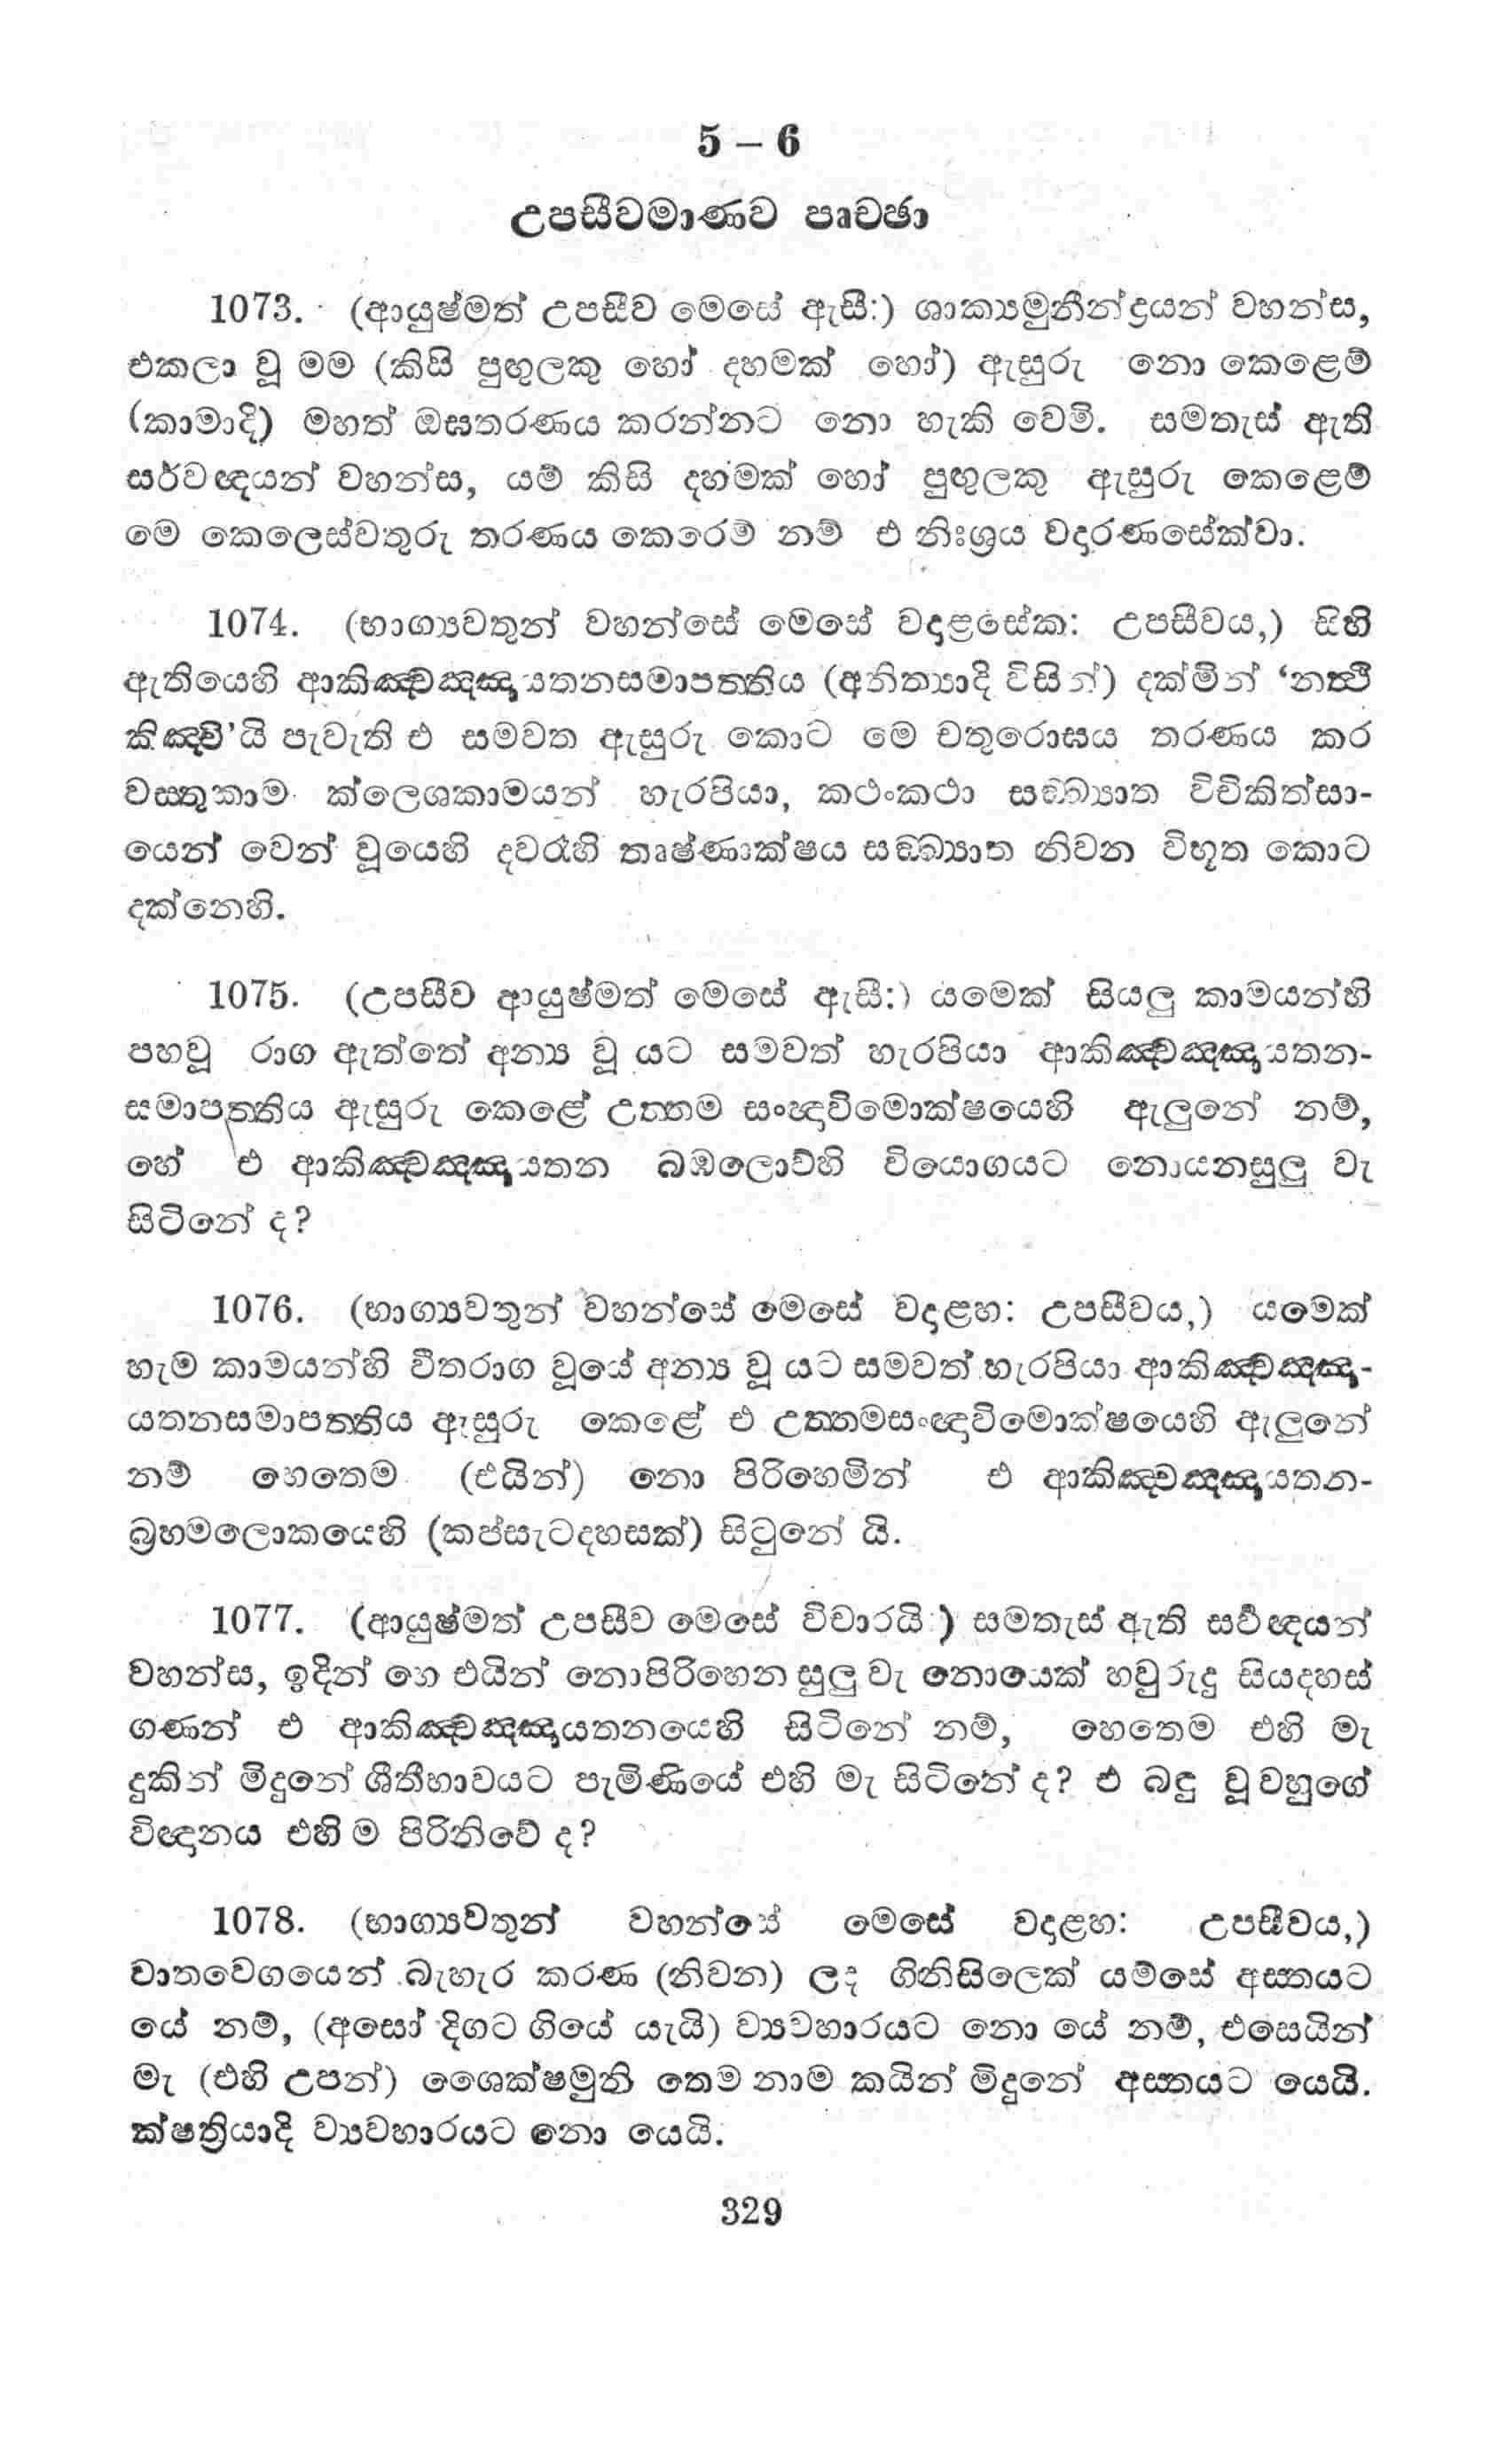 5 – 6
උපසීවමාණව පෘච්ඡා
1073. (ආයුෂ්මත් උපසීව මෙසේ ඇසී:) ශාක්‍යමුනීන්ද්‍රයන් වහන්ස,
එකලා වූ මම (කිසි පුඟුලකු හෝ දහමක් හෝ) ඇසුරු නො කෙළෙම්
(කාමාදි) මහත් ඔඝතරණය කරන්නට නො හැකි වෙමි. සමතැස් ඇති
සර්වඥයන් වහන්ස, යම් කිසි දහමක් හෝ පුඟුලකු ඇසුරු කෙළෙම්
මෙ කෙලෙස්වතුරු තරණය කෙරෙම් නම් එ නිඃශ්‍රය වදාරණසේක්වා.
1074. (භාග්‍යවතුන් වහන්සේ මෙසේ වදාළසේක: උපසීවය,) සිහි
ඇතියෙහි ආකිඤ්චඤ්ඤායතනසමාපත්තිය (අනිත්‍යාදි විසින්) දක්මින් ‘නත්ථි
කිඤ්චි’යි පැවැති එ සමවත ඇසුරු කොට මෙ චතුරොඝය තරණය කර
වස්තුකාම ක්ලෙශකාමයන් හැරපියා, කථංකථා සඞ්ඛ්‍යාත විචිකිත්සා-
යෙන් වෙන් වූයෙහි දවරෑහි තෘෂ්ණාක්ෂය සඞ්ඛ්‍යාත නිවන විභූත කොට
දක්නෙහි.
1075. (උපසීව ආයුෂ්මත් මෙසේ ඇසී:) යමෙක් සියලු කාමයන්හි
පහවූ රාග ඇත්තේ අන්‍ය වූ යට සමවත් හැරපියා ආකිඤ්චඤ්ඤායතන-
සමාපත්තිය ඇසුරු කෙළේ උත්තම සංඥාවිමොක්ෂයෙහි ඇලුනේ නම්,
හේ එ ආකිඤ්චඤ්ඤායතන බඹලොව්හි වියොගයට නොයනසුලු වැ
සිටිනේ ද?
1076. (භාග්‍යවතුන් වහන්සේ මෙසේ වදාළහ: උපසීවය,) යමෙක්
හැම කාමයන්හි වීතරාග වූයේ අන්‍ය වූ යට සමවත් හැරපියා ආකිඤ්චඤ්ඤා-
යතනසමාපත්තිය ඇසුරු කෙළේ එ උත්තමසංඥාවිමොක්ෂයෙහි ඇලුනේ
නම් හෙතෙම (එයින්) නො පිරිහෙමින් එ ආකිඤ්චඤ්ඤායතන-
බ්‍රහ්මලොකයෙහි (කප්සැටදහසක්) සිටුනේ යි.
1077. (ආයුෂ්මත් උපසීව මෙසේ විචාරයි:) සමතැස් ඇති සර්‍වඥයන්
වහන්ස, ඉදින් හෙ එයින් නොපිරිහෙන සුලු වැ නොයෙක් හවුරුදු සියදහස්
ගණන් එ ආකිඤ්චඤ්ඤායතනයෙහි සිටිනේ නම්, හෙතෙම එහි මැ
දුකින් මිදුනේ ශීතීභාවයට පැමිණියේ එහි මැ සිටිනේ ද? එ බඳු වූවහුගේ
විඥානය එහි ම පිරිනිවේ ද?
1078. (භාග්‍යවතුන් වහන්සේ මෙසේ වදාළහ: උපසීවය,)
වාතවෙගයෙන් බැහැර කරණ (නිවන) ලද ගිනිසිලෙක් යම්සේ අස්තයට
යේ නම්, (අසෝ දිගට ගියේ යැයි) ව්‍යවහාරයට නො යේ නම්, එසෙයින්
මැ (එහි උපන්) ශෛක්ෂමුනි තෙම නාම කයින් මිදුනේ අස්තයට යෙයි.
ක්ෂත්‍රියාදි ව්‍යවහාරයට නො යෙයි.
329